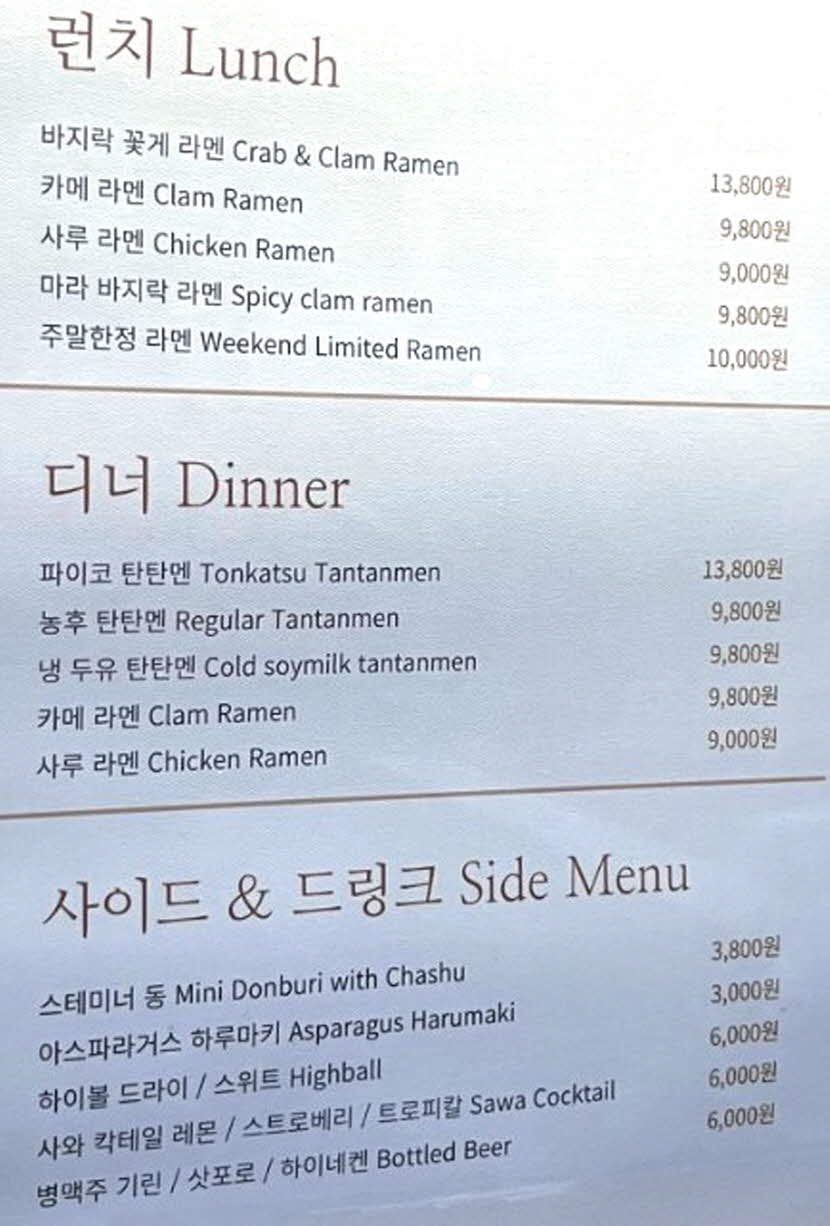 런치 Lunch
바지락 꽃게 라멘 Crab & Clam Ramen 13,800원
카메 라멘 Clam Ramen 9,800원
사루 라멘 Chicken Ramen 9,000원
마라 바지락 라멘 Spicy clam ramen 9,800원
주말한정 라멘 Weekend Limited Ramen 10,000원
디너 Dinner
파이코 탄탄멘 Tonkatsu Tantanmen 13,800원
농후 탄탄멘 Regular Tantanmen 9,800원
냉 두유 탄탄멘 Cold soymilk tantanmen 9,800원
카메 라멘 Clam Ramen 9,800원
사루 라멘 Chicken Ramen 9,000원
사이드 & 드링크 Side Menu
스테미너 동 Mini Donburi with Chashu 3,800원
아스파라거스 하루마키 Asparagus Harumaki 3,000원
하이볼 드라이 / 스위트 Highball 6,000원
사와 칵테일 레몬 / 스트로베리 / 트로피칼 Sawa Cocktail 6,000원
병맥주 기린 / 삿포로 / 하이네켄 Bottled Beer 6,000원